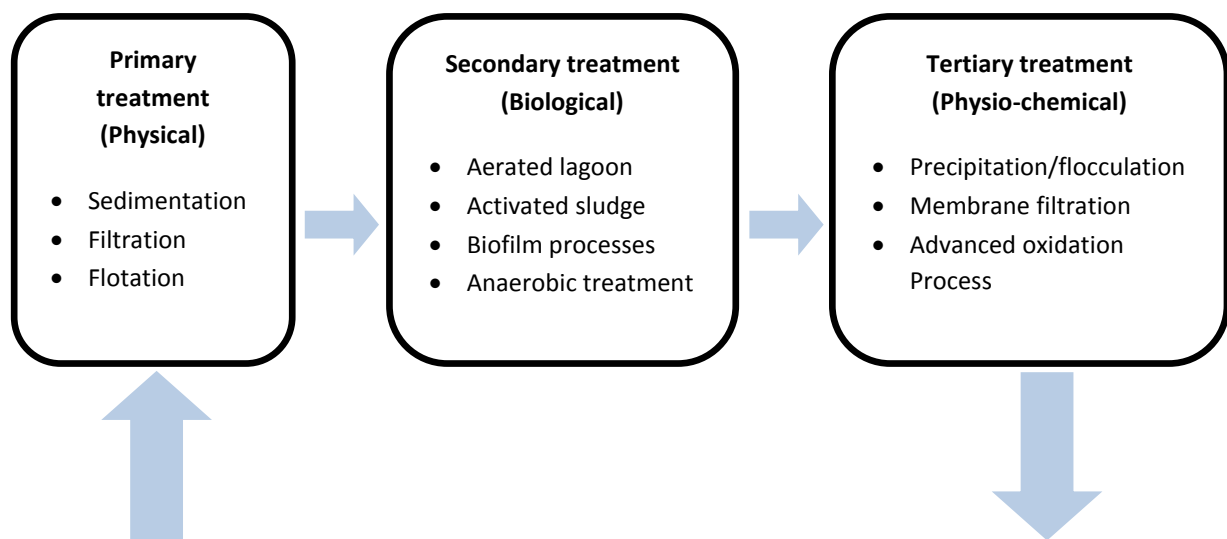 Primary
treatment
(Physical)
• Sedimentation
• Filtration
• Flotation
Secondary treatment
(Biological)
• Aerated lagoon
• Activated sludge
• Biofilm processes
• Anaerobic treatment
Tertiary treatment
(Physio-chemical)
• Precipitation/flocculation
• Membrane filtration
• Advanced oxidation
Process